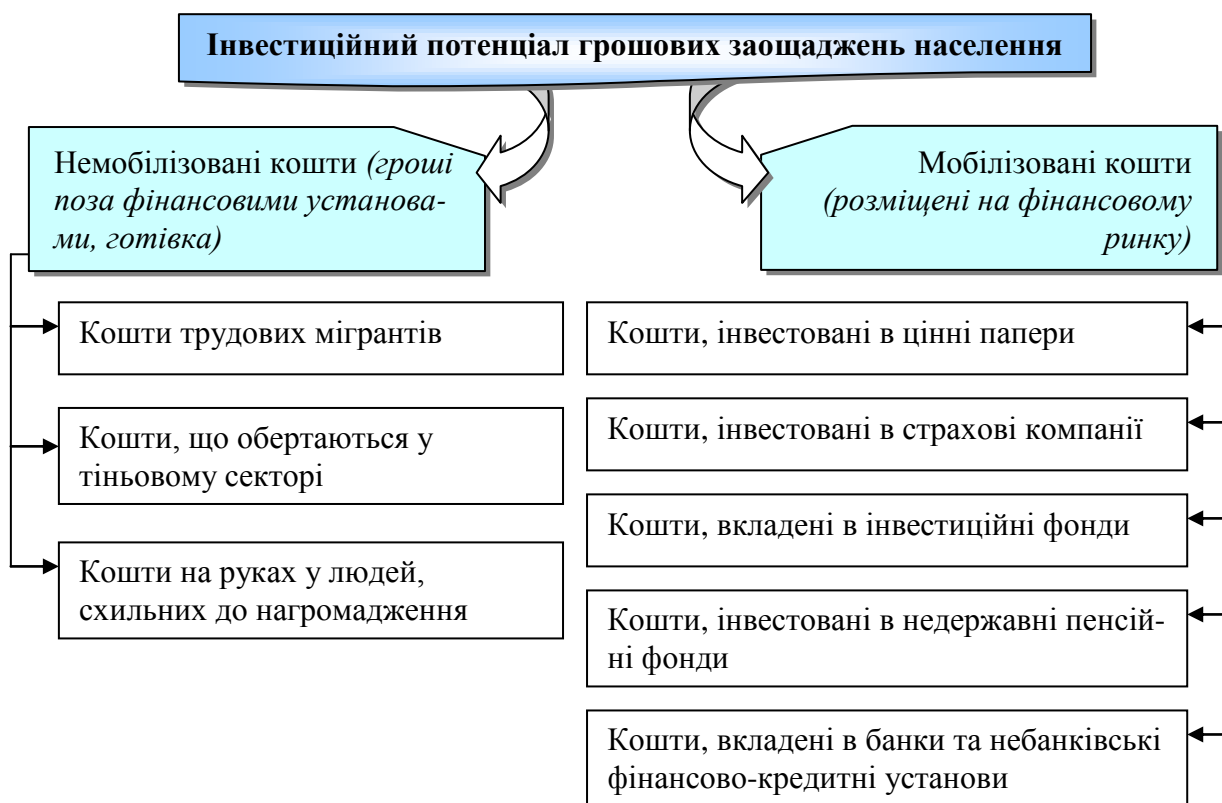 Інвестиційний потенціал грошових заощаджень населення
Немобілізовані кошти (гроші
поза фінансовими установа-
ми, готівка)
Мобілізовані кошти
(розміщені на фінансовому
ринку)
Кошти трудових мігрантів
Кошти, що обертаються у
тіньовому секторі
Кошти на руках у людей,
схильних до нагромадження
Кошти, інвестовані в цінні папери
Кошти, інвестовані в страхові компанії
Кошти, вкладені в інвестиційні фонди
Кошти, інвестовані в недержавні пенсій-
ні фонди
Кошти, вкладені в банки та небанківські
фінансово-кредитні установи